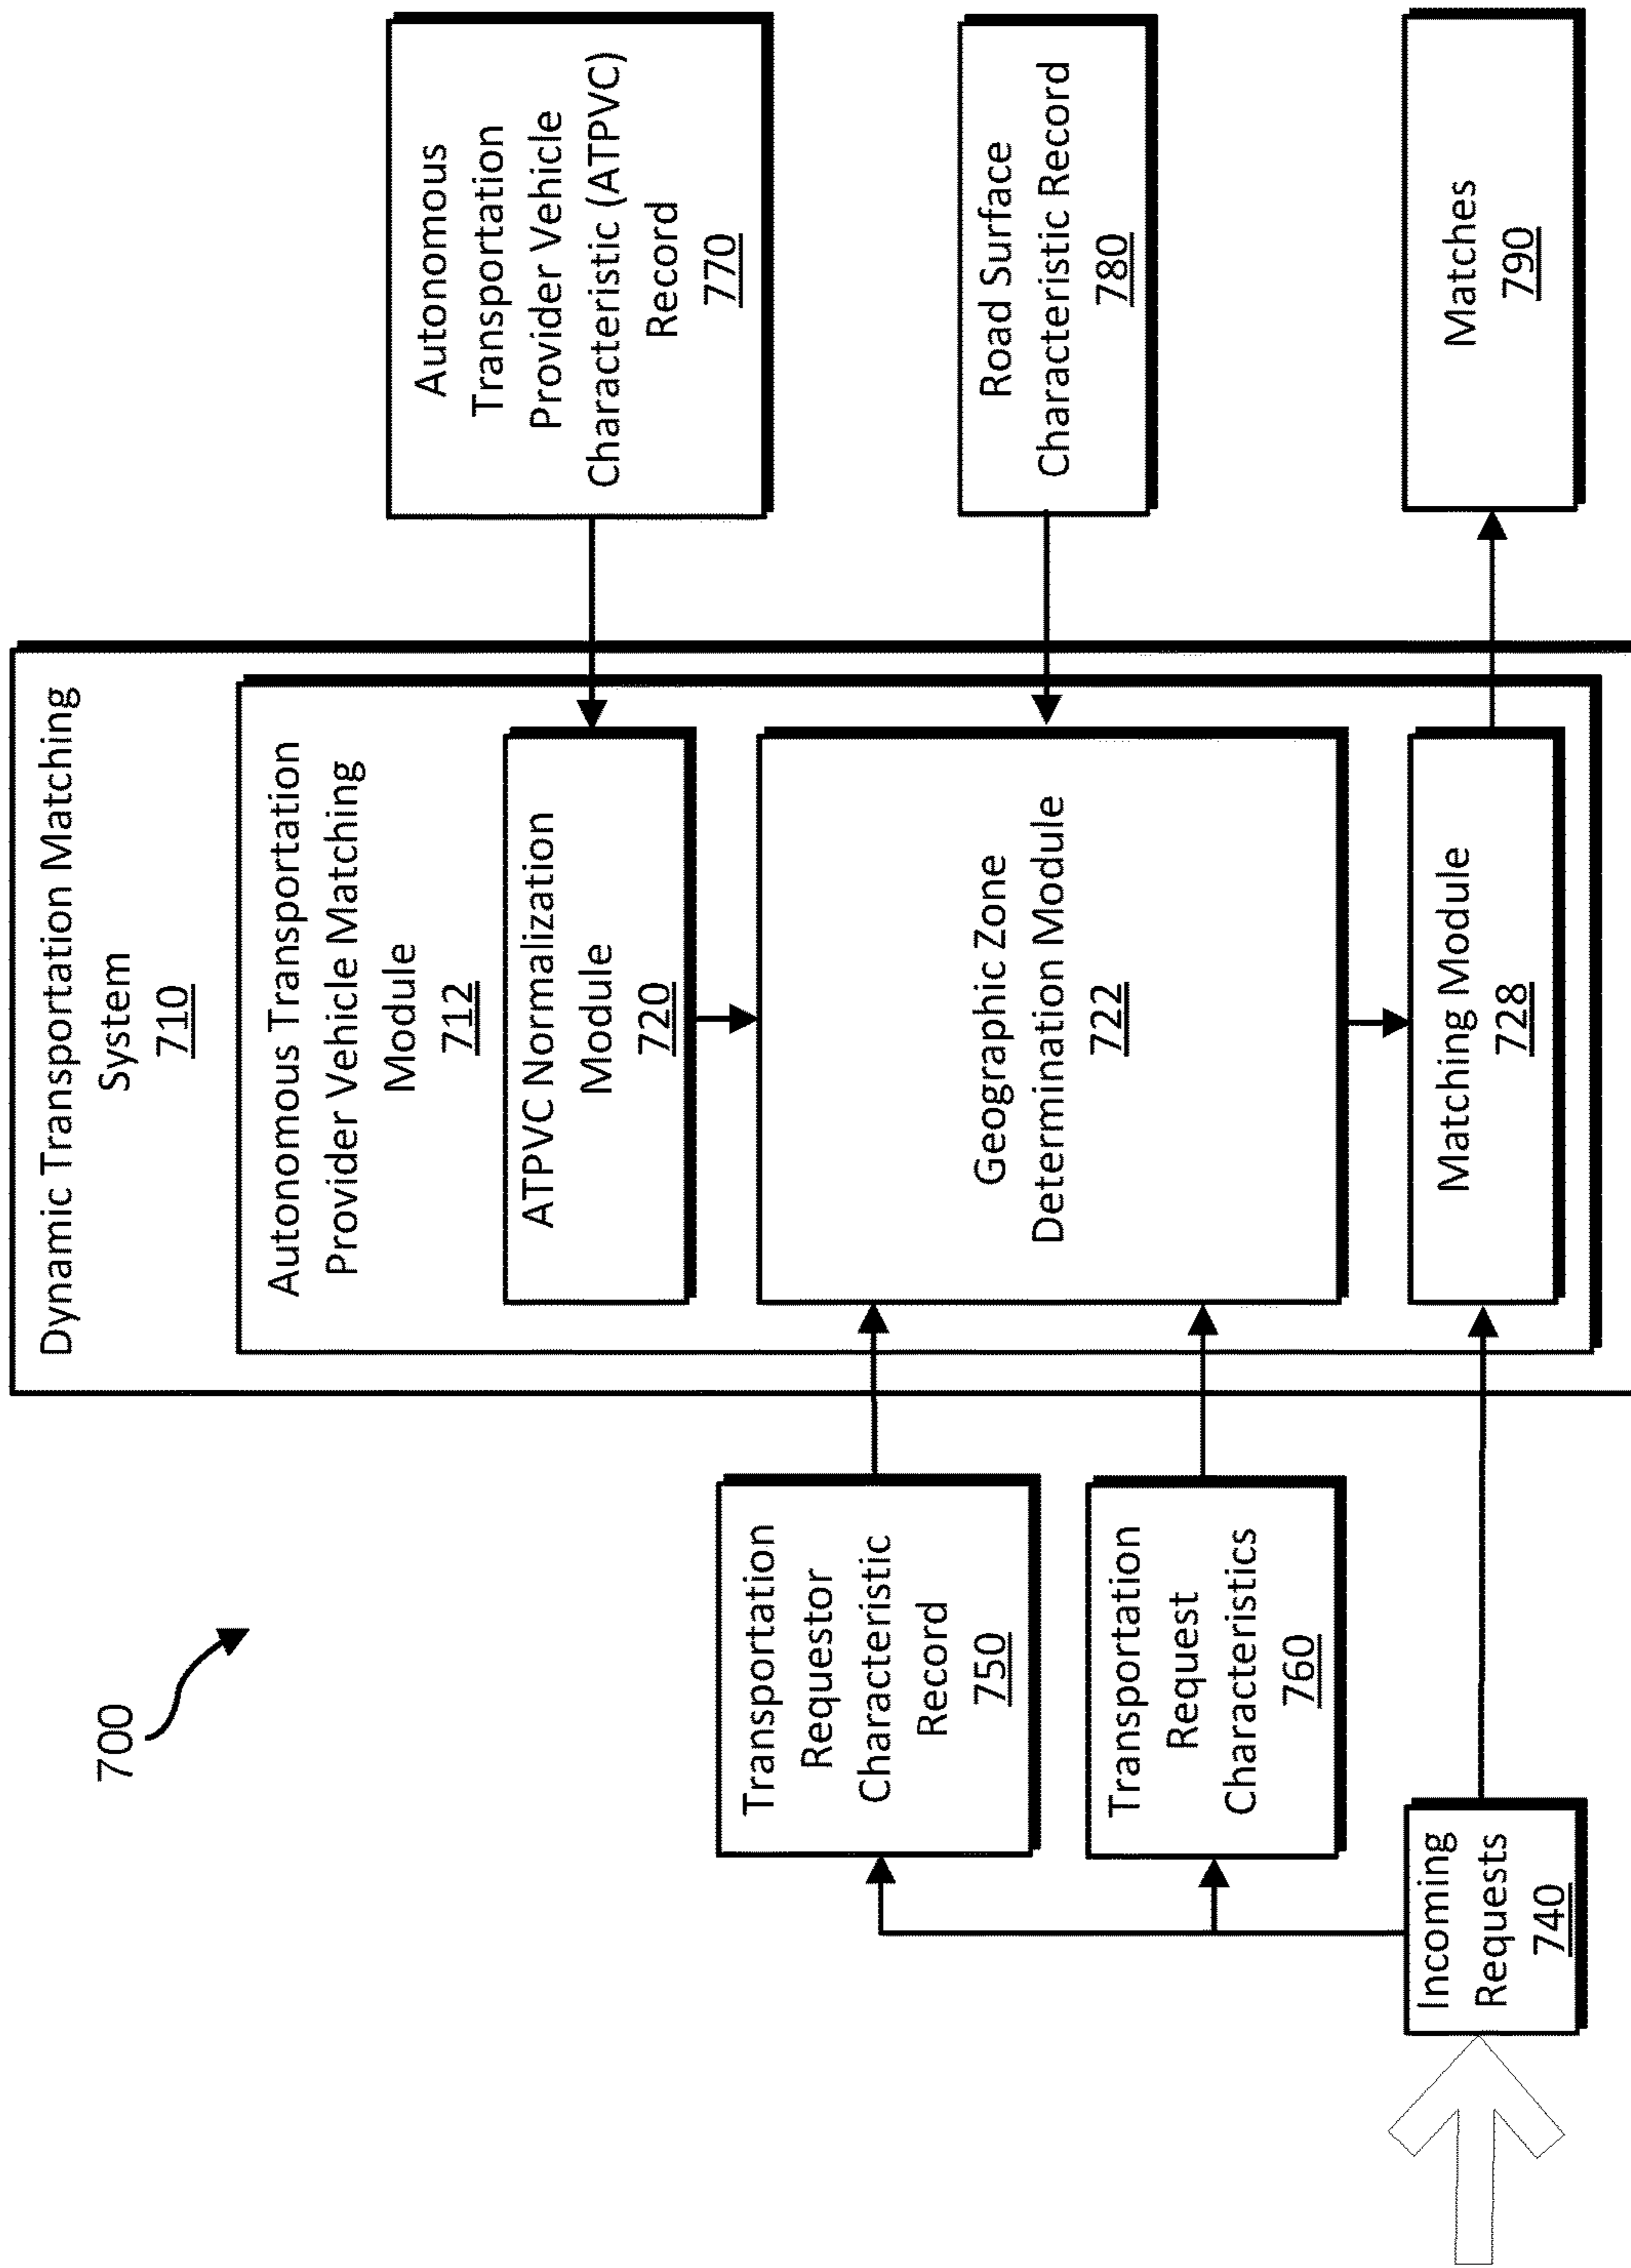 700
Dynamic Transportation Matching
System
710
Autonomous Transportation
Provider Vehicle Matching
Module
712
ATPVC Normalization
Module
720
Geographic Zone
Determination Module
722
Matching Module
728
Incoming
Requests
740
Transportation
Requestor
Characteristic
Record
750
Transportation
Request
Characteristics
760
Autonomous
Transportation
Provider Vehicle
Characteristic (ATPVC)
Record
770
Road Surface
Characteristic Record
780
Matches
790